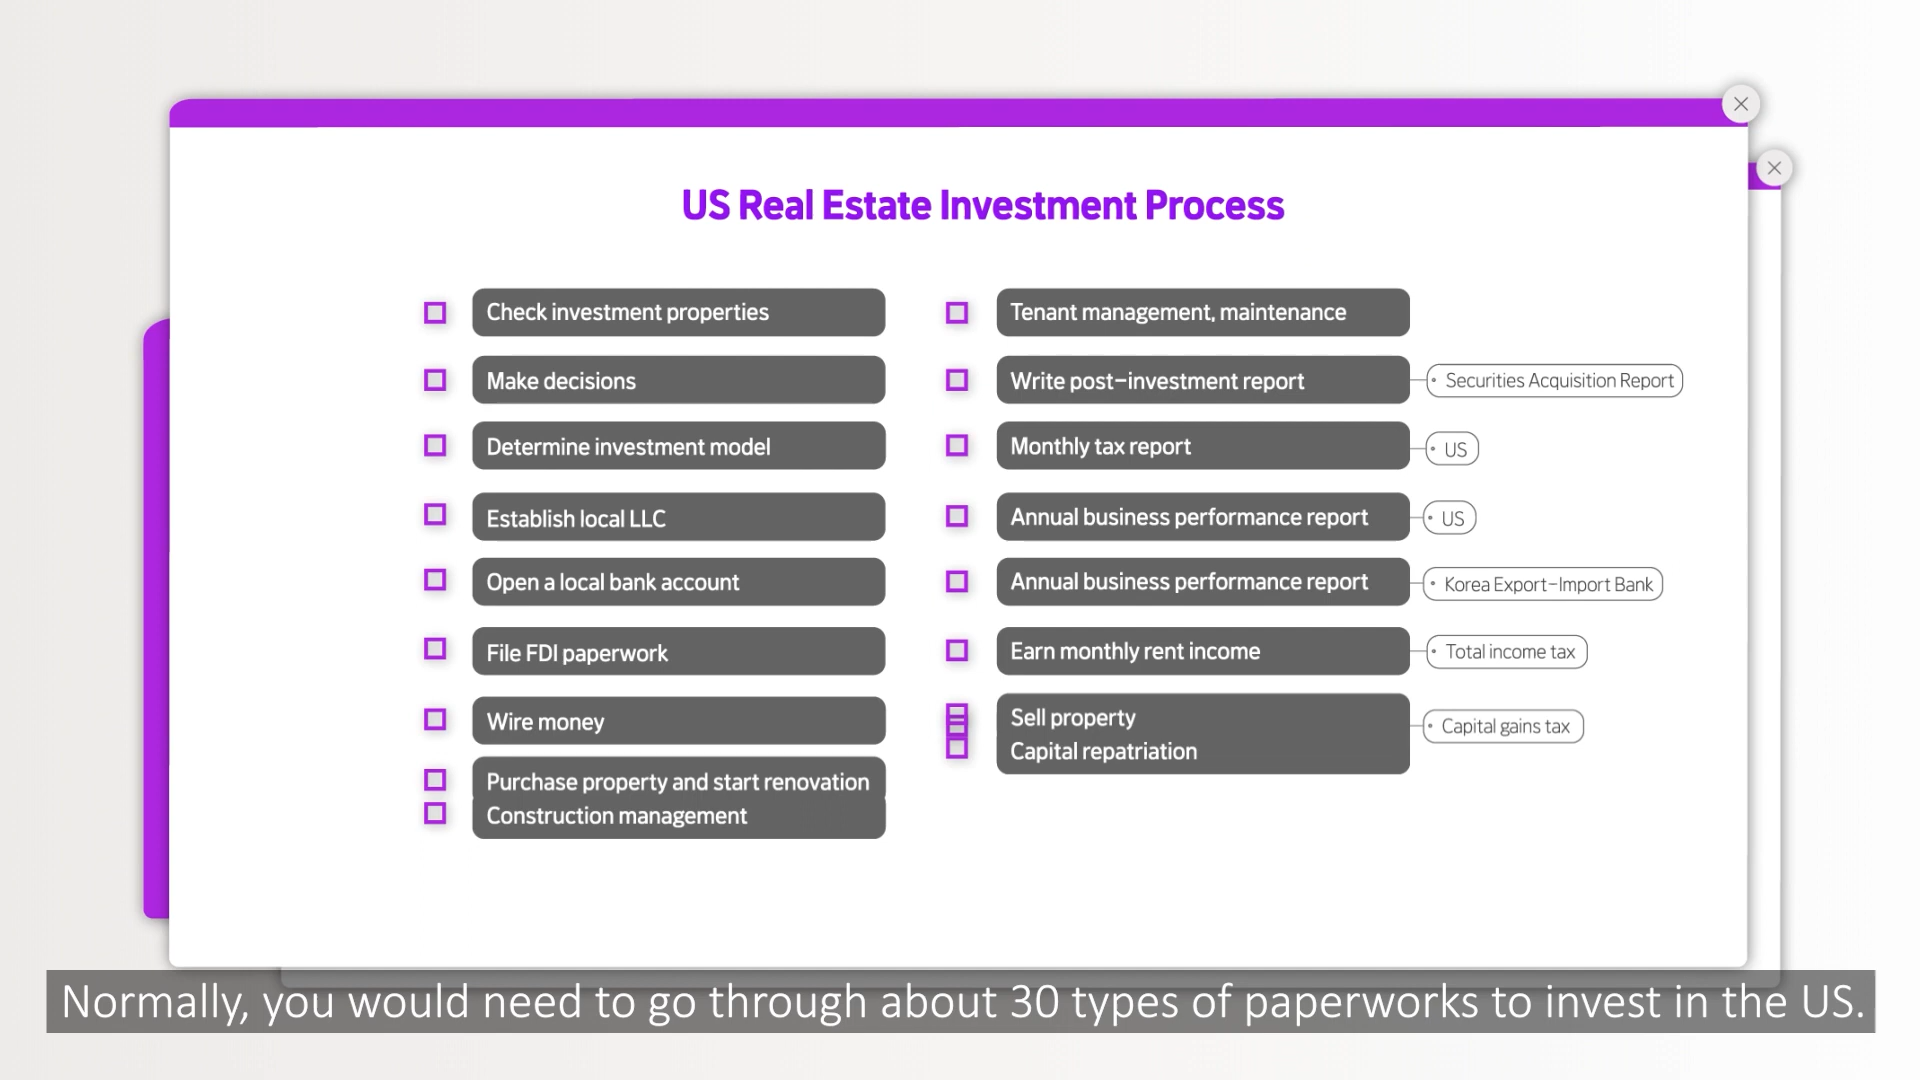 US Real Estate Investment Process
Check investment properties
Make decisions
Determine investment model
Establish local LLC
Open a local bank account
File FDI paperwork
Wire money
Purchase property and start renovation
Construction management
Tenant management, maintenance
Write post-investment report
Securities Acquisition Report
Monthly tax report
US
Annual business performance report
US
Annual business performance report
Korea Export-Import Bank
Earn monthly rent income
Total income tax
Sell property
Capital repatriation
Capital gains tax
Normally, you would need to go through about 30 types of paperworks to invest in the US.